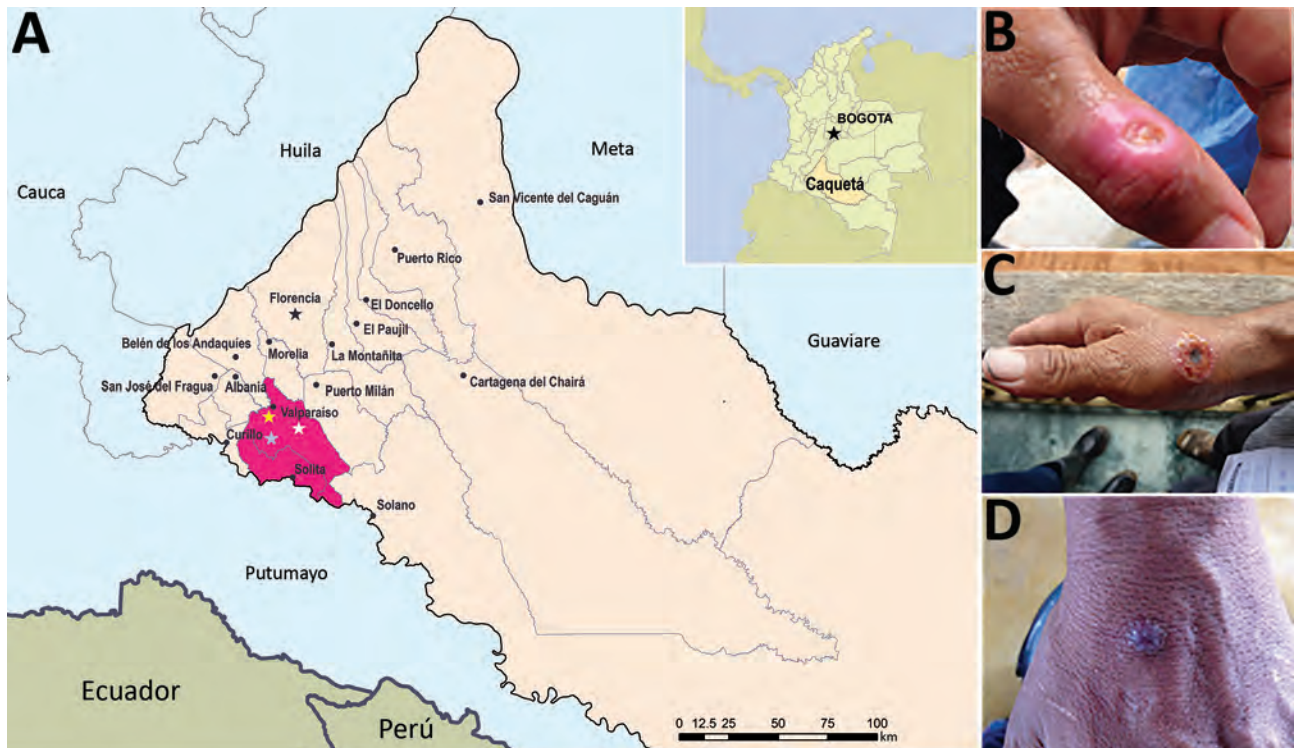 A
Cauca
Huila
Meta
San Vicente del Caguán
Puerto Rico
Florencia
El Doncello
El Paujil
Belén de los Andaquíes
Morelia
La Montañita
Guaviare
San José del Fragua
Albania
Puerto Milán
Cartagena del Chairá
Valparaíso
Curillo
Solita
Solano
Putumayo
Ecuador
Perú
0 12.5 25 50 75 100
km
BOGOTA
Caquetá
B
C
D